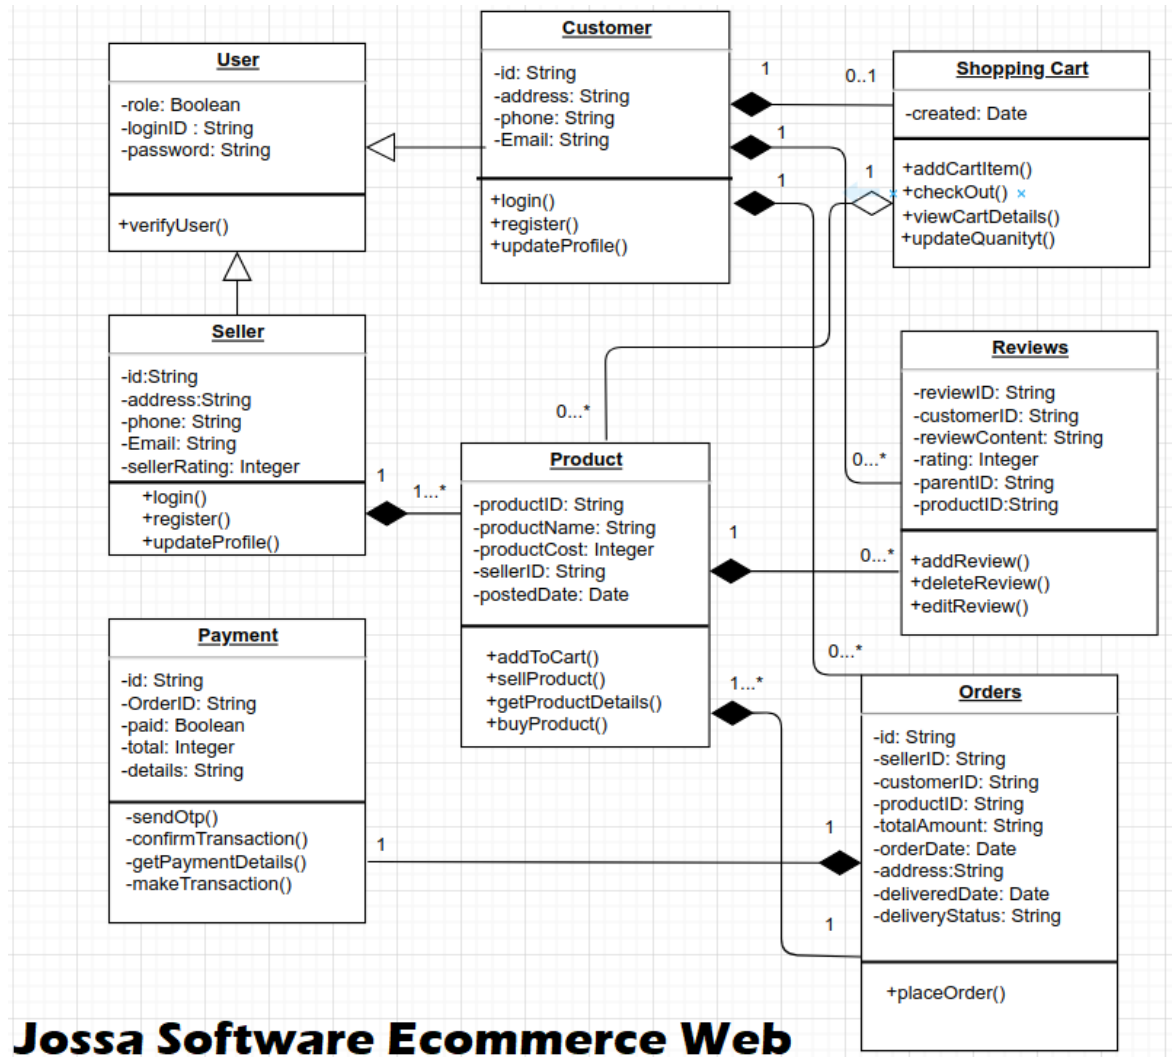 User
-role: Boolean
-loginID : String
-password: String
+verifyUser()
Customer
-id: String
-address: String
-phone: String
-Email: String
+login()
+register()
+updateProfile()
1
0..1
1
1
1
Shopping Cart
-created: Date
+addCartItem()
+checkOut()
+viewCartDetails()
+updateQuanityt()
Seller
-id:String
-address:String
-phone: String
-Email: String
-sellerRating: Integer
+login()
+register()
+updateProfile()
1
1...*
0...*
Product
-productID: String
-productName: String
-productCost: Integer
-sellerID: String
-postedDate: Date
+addToCart()
+sellProduct()
+getProductDetails()
+buyProduct()
1
0...*
0...*
Reviews
-reviewID: String
-customerID: String
-reviewContent: String
-rating: Integer
-parentID: String
-productID:String
+addReview()
+deleteReview()
+editReview()
Payment
-id: String
-OrderID: String
-paid: Boolean
-total: Integer
-details: String
-sendOtp()
-confirmTransaction()
-getPaymentDetails()
-makeTransaction()
1
0...*
1...*
1
1
Orders
-id: String
-sellerID: String
-customerID: String
-productID: String
-totalAmount: String
-orderDate: Date
-address:String
-deliveredDate: Date
-deliveryStatus: String
+placeOrder()
Jossa Software Ecommerce Web